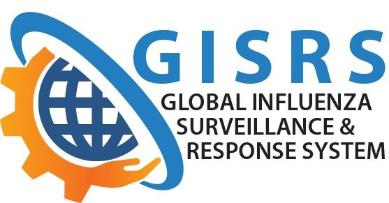 GISRS
GLOBAL INFLUENZA
SURVEILLANCE &
RESPONSE SYSTEM